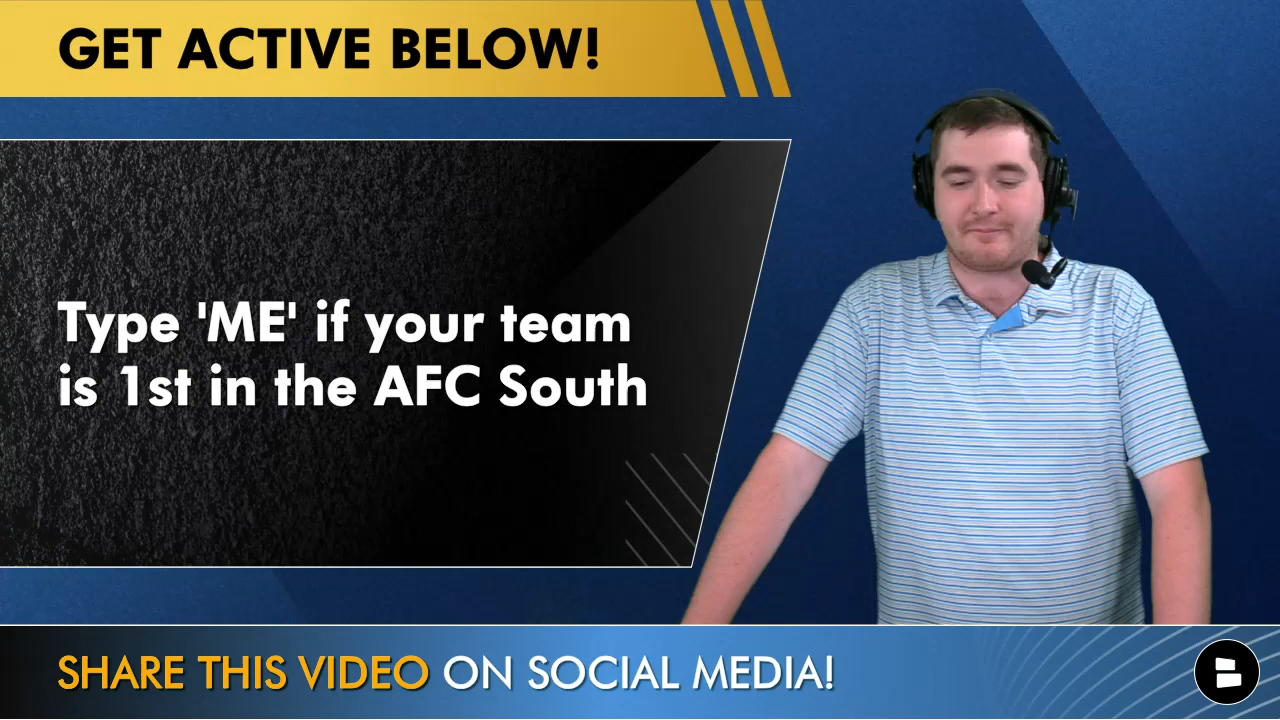 GET ACTIVE BELOW!
Type 'ME' if your team
is 1st in the AFC South
SHARE THIS VIDEO ON SOCIAL MEDIA!